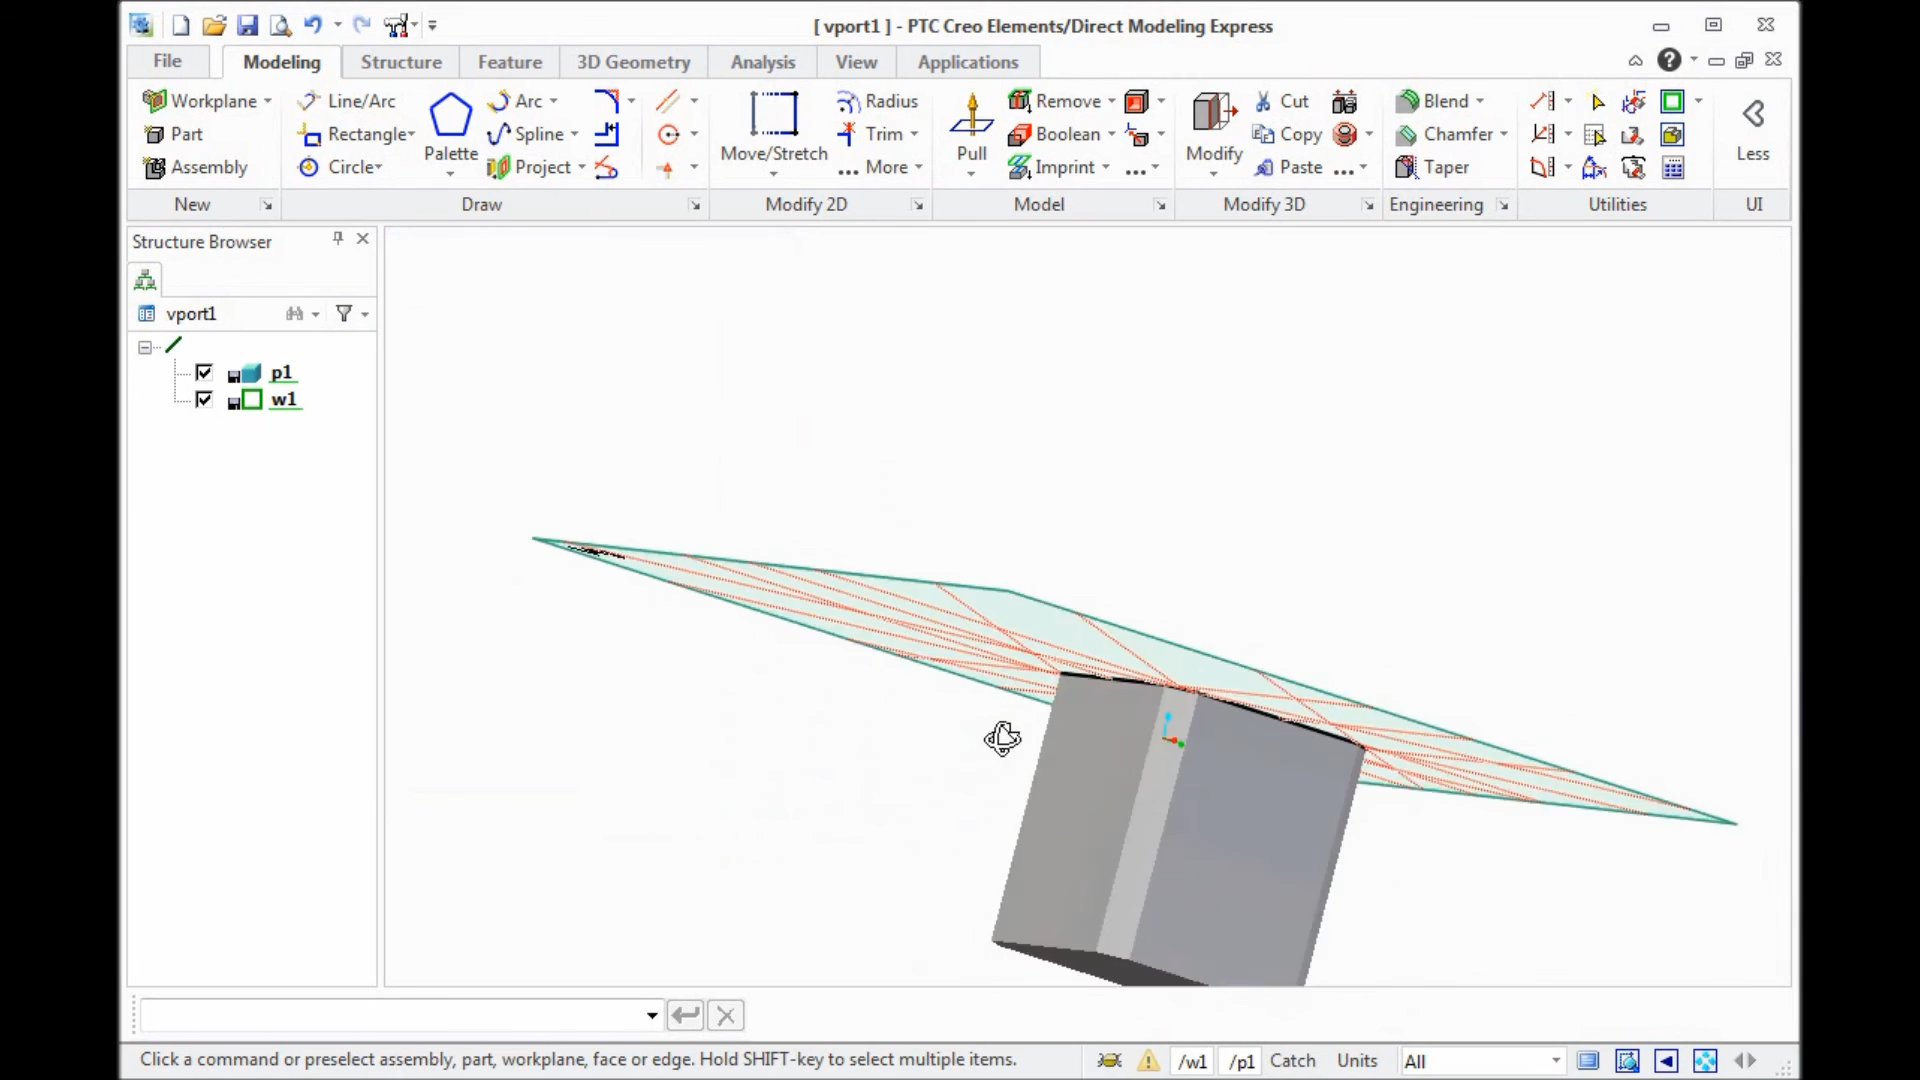 [ vport1 ] - PTC Creo Elements/Direct Modeling Express
File Modeling Structure Feature 3D Geometry Analysis View Applications
Workplane Line/Arc Arc Radius Remove Cut Blend
Part Rectangle Spline Trim Boolean Copy Chamfer
Palette Move/Stretch Pull Modify Less
Assembly Circle Project More Imprint Paste Taper
New Draw Modify 2D Model Modify 3D Engineering Utilities UI
Structure Browser
vport1
p1
w1
Click a command or preselect assembly, part, workplane, face or edge. Hold SHIFT-key to select multiple items.
/w1 /p1 Catch Units All